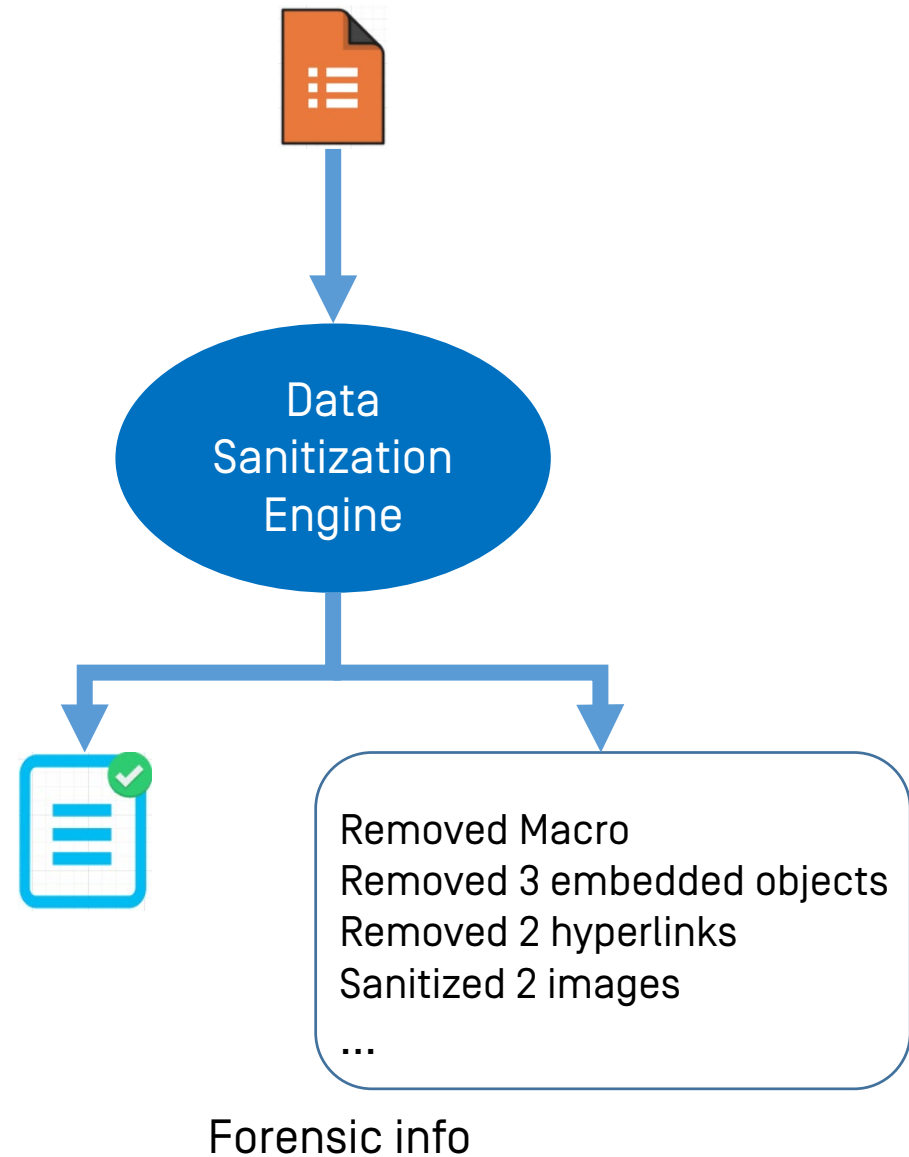 Data
Sanitization
Engine
Removed Macro
Removed 3 embedded objects
Removed 2 hyperlinks
Sanitized 2 images
...
Forensic info